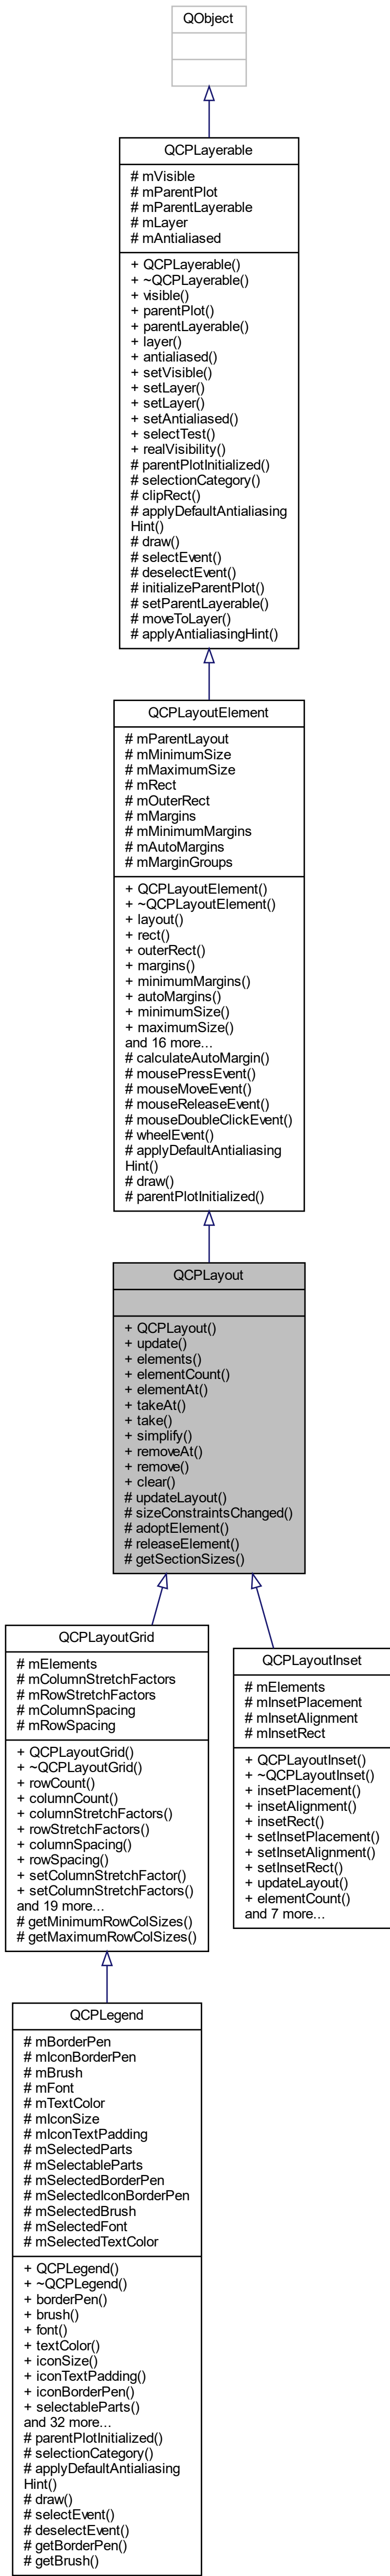 QObject
QCPLayerable
# mVisible
# mParentPlot
# mParentLayerable
# mLayer
# mAntialiased
+ QCPLayerable()
+ ~QCPLayerable()
+ visible()
+ parentPlot()
+ parentLayerable()
+ layer()
+ antialiased()
+ setVisible()
+ setLayer()
+ setLayer()
+ setAntialiased()
+ selectTest()
+ realVisibility()
# parentPlotInitialized()
# selectionCategory()
# clipRect()
# applyDefaultAntialiasing
Hint()
# draw()
# selectEvent()
# deselectEvent()
# initializeParentPlot()
# setParentLayerable()
# moveToLayer()
# applyAntialiasingHint()
QCPLayoutElement
# mParentLayout
# mMinimumSize
# mMaximumSize
# mRect
# mOuterRect
# mMargins
# mMinimumMargins
# mAutoMargins
# mMarginGroups
+ QCPLayoutElement()
+ ~QCPLayoutElement()
+ layout()
+ rect()
+ outerRect()
+ margins()
+ minimumMargins()
+ autoMargins()
+ minimumSize()
+ maximumSize()
and 16 more...
# calculateAutoMargin()
# mousePressEvent()
# mouseMoveEvent()
# mouseReleaseEvent()
# mouseDoubleClickEvent()
# wheelEvent()
# applyDefaultAntialiasing
Hint()
# draw()
# parentPlotInitialized()
QCPLayout
+ QCPLayout()
+ update()
+ elements()
+ elementCount()
+ elementAt()
+ takeAt()
+ take()
+ simplify()
+ removeAt()
+ remove()
+ clear()
# updateLayout()
# sizeConstraintsChanged()
# adoptElement()
# releaseElement()
# getSectionSizes()
QCPLayoutGrid
# mElements
# mColumnStretchFactors
# mRowStretchFactors
# mColumnSpacing
# mRowSpacing
+ QCPLayoutGrid()
+ ~QCPLayoutGrid()
+ rowCount()
+ columnCount()
+ columnStretchFactors()
+ rowStretchFactors()
+ columnSpacing()
+ rowSpacing()
+ setColumnStretchFactor()
+ setColumnStretchFactors()
and 19 more...
# getMinimumRowColSizes()
# getMaximumRowColSizes()
QCPLayoutInset
# mElements
# mInsetPlacement
# mInsetAlignment
# mInsetRect
+ QCPLayoutInset()
+ ~QCPLayoutInset()
+ insetPlacement()
+ insetAlignment()
+ insetRect()
+ setInsetPlacement()
+ setInsetAlignment()
+ setInsetRect()
+ updateLayout()
+ elementCount()
and 7 more...
QCPLegend
# mBorderPen
# mIconBorderPen
# mBrush
# mFont
# mTextColor
# mIconSize
# mIconTextPadding
# mSelectedParts
# mSelectableParts
# mSelectedBorderPen
# mSelectedIconBorderPen
# mSelectedBrush
# mSelectedFont
# mSelectedTextColor
+ QCPLegend()
+ ~QCPLegend()
+ borderPen()
+ brush()
+ font()
+ textColor()
+ iconSize()
+ iconTextPadding()
+ iconBorderPen()
+ selectableParts()
and 32 more...
# parentPlotInitialized()
# selectionCategory()
# applyDefaultAntialiasing
Hint()
# draw()
# selectEvent()
# deselectEvent()
# getBorderPen()
# getBrush()